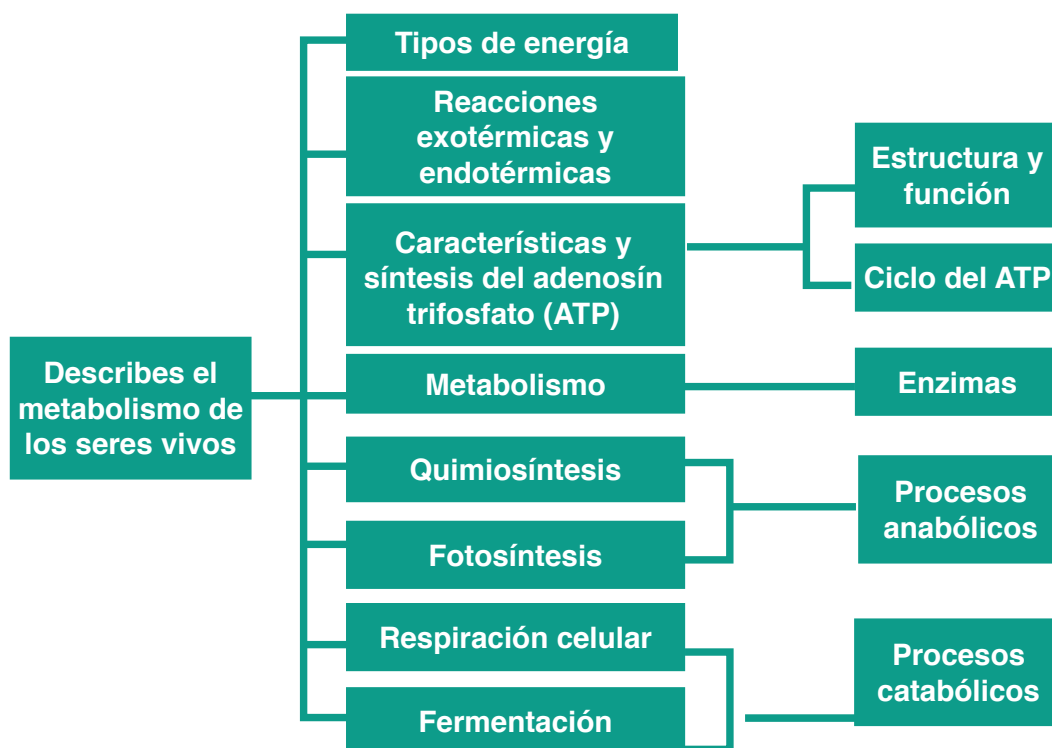 Tipos de energía
Reacciones
exotérmicas y
endotérmicas
Características y
síntesis del adenosín
trifosfato (ATP)
Estructura y
función
Ciclo del ATP
Describes el
metabolismo de
los seres vivos
Metabolismo
Enzimas
Quimiosíntesis
Fotosíntesis
Procesos
anabólicos
Respiración celular
Fermentación
Procesos
catabólicos